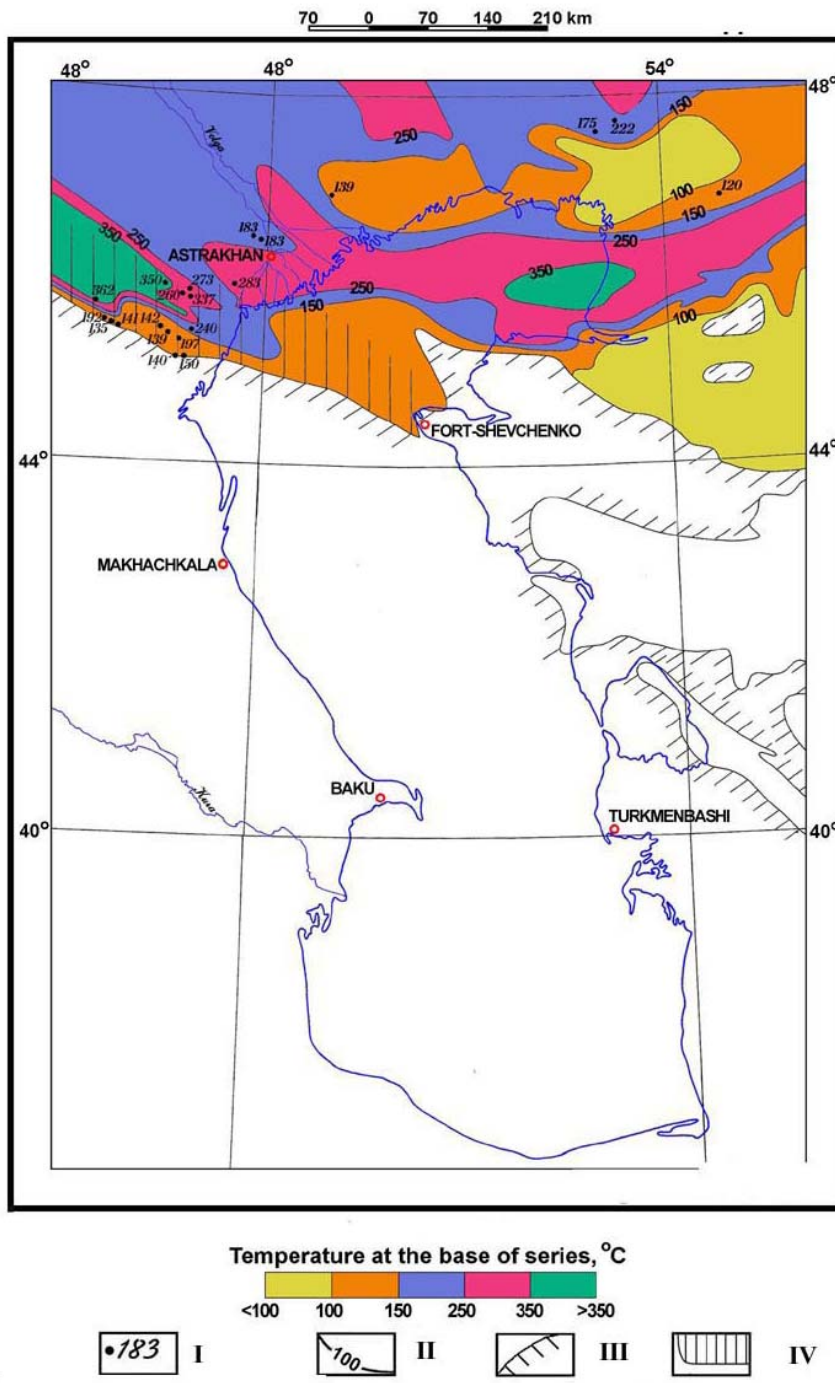 70 0 70 140 210 km
48° 48° 54°
48°
150
250
175 222
Volga
139
100
120
150
183
183
250
ASTRAKHAN
350 250
350
273
283
350
260
337
250
362
150
100
192
141 142
240
135
139
197
140 150
FORT-SHEVCHENKO
44° 44°
MAKHACHKALA
BAKU
Kura
TURKMENBASHI
40° 40°
Temperature at the base of series, °C
<100 100 150 250 350 >350
•183 I
100 II
III
IV